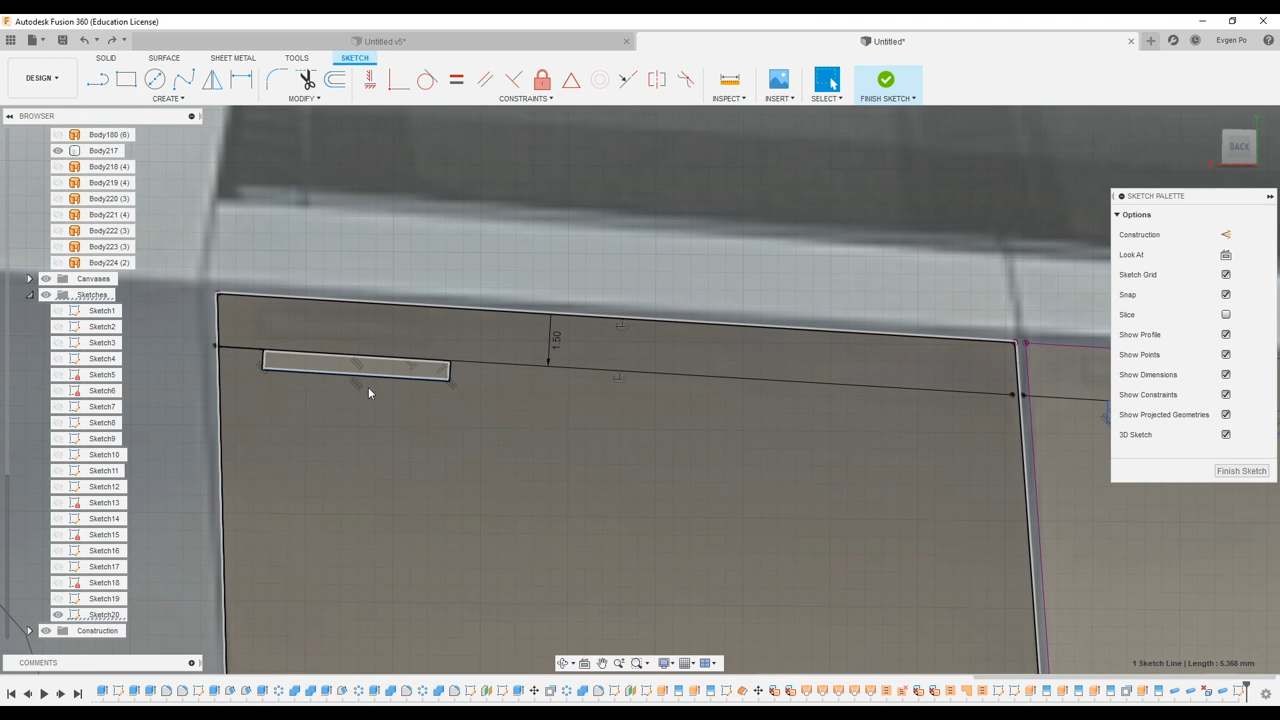 Autodesk Fusion 360 (Education License)
Untitled v5*
Untitled*
Evgen Po
SOLID
SURFACE
SHEET METAL
TOOLS
SKETCH
DESIGN
CREATE
MODIFY
CONSTRAINTS
INSPECT
INSERT
SELECT
FINISH SKETCH
BROWSER
Body180 (6)
Body217
Body218 (4)
Body219 (4)
Body220 (3)
Body221 (4)
Body222 (3)
Body223 (3)
Body224 (2)
Canvases
Sketches
Sketch1
Sketch2
Sketch3
Sketch4
Sketch5
Sketch6
Sketch7
Sketch8
Sketch9
Sketch10
Sketch11
Sketch12
Sketch13
Sketch14
Sketch15
Sketch16
Sketch17
Sketch18
Sketch19
Sketch20
Construction
1.50
BACK
Y
SKETCH PALETTE
Options
Construction
Look At
Sketch Grid
Snap
Slice
Show Profile
Show Points
Show Dimensions
Show Constraints
Show Projected Geometries
3D Sketch
Finish Sketch
COMMENTS
1 Sketch Line | Length : 5.368 mm